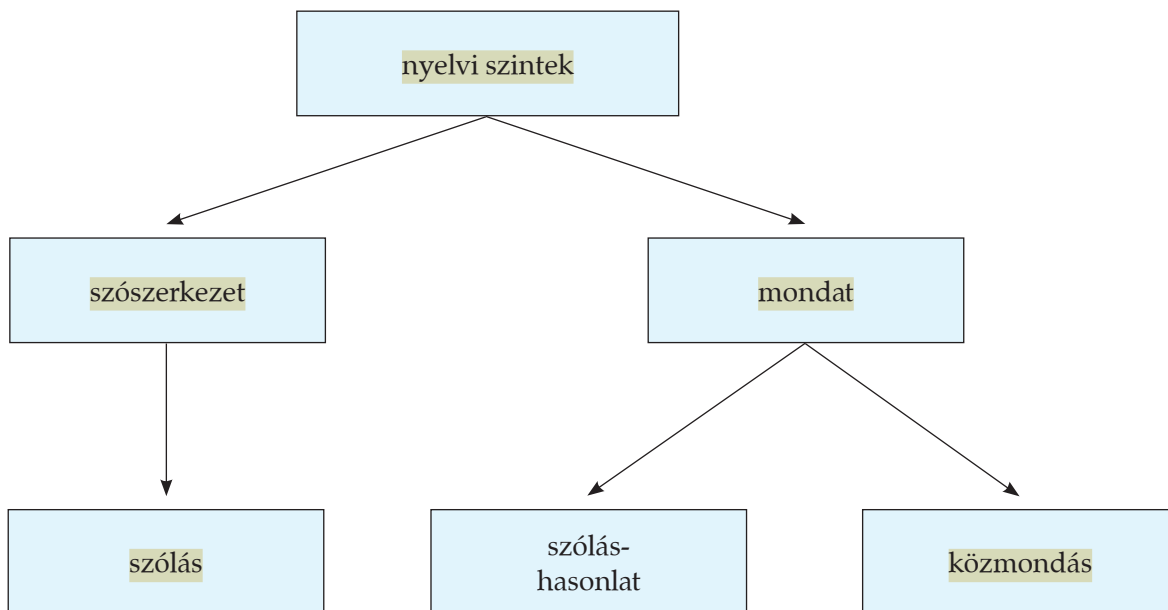 nyelvi szintek
szószerkezet
mondat
szólás
szólás-
hasonlat
közmondás